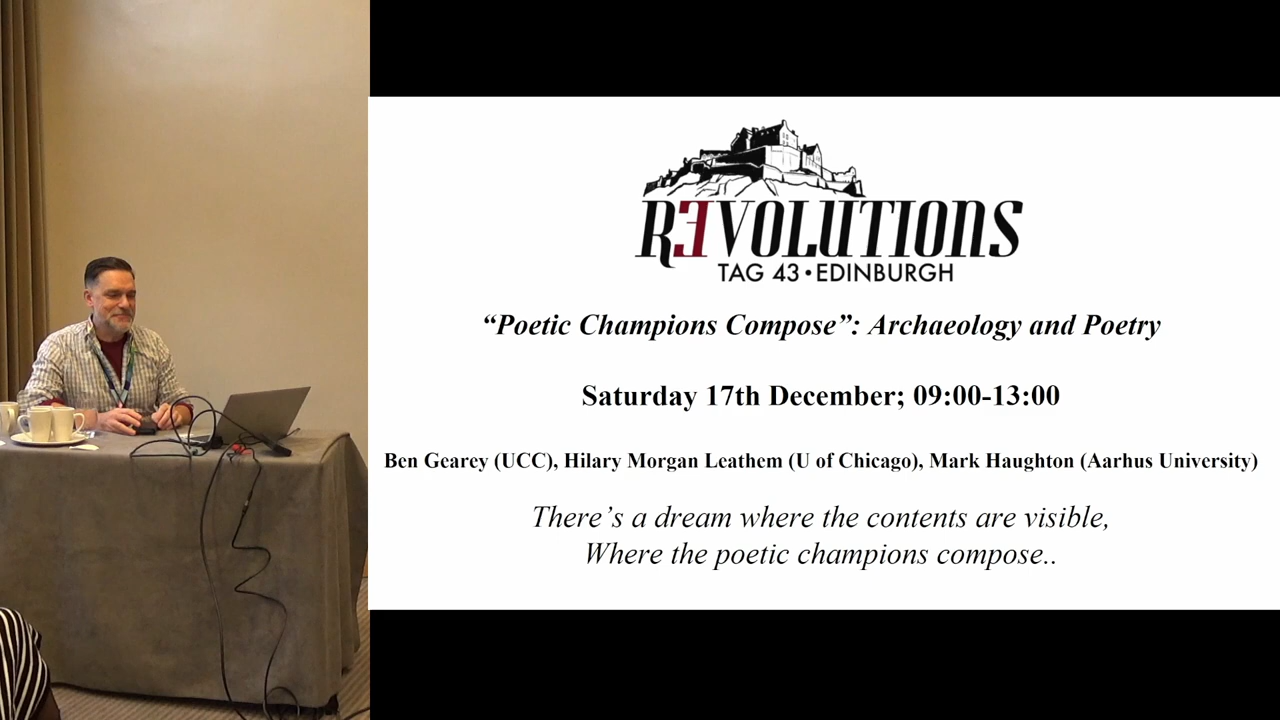 REVOLUTIONS
TAG 43 • EDINBURGH
“Poetic Champions Compose”: Archaeology and Poetry
Saturday 17th December; 09:00-13:00
Ben Gearey (UCC), Hilary Morgan Leathem (U of Chicago), Mark Haughton (Aarhus University)
There’s a dream where the contents are visible,
Where the poetic champions compose..